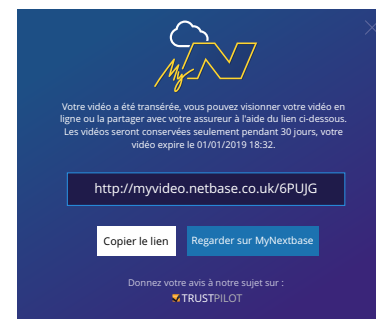 MyN
Votre vidéo a été transérée, vous pouvez visionner votre vidéo en
ligne ou la partager avec votre assureur à l'aide du lien ci-dessous.
Les vidéos seront conservées seulement pendant 30 jours, votre
vidéo expire le 01/01/2019 18:32.
http://myvideo.netbase.co.uk/6PUJG
Copier le lien
Regarder sur MyNextbase
Donnez votre avis à notre sujet sur :
TRUSTPILOT